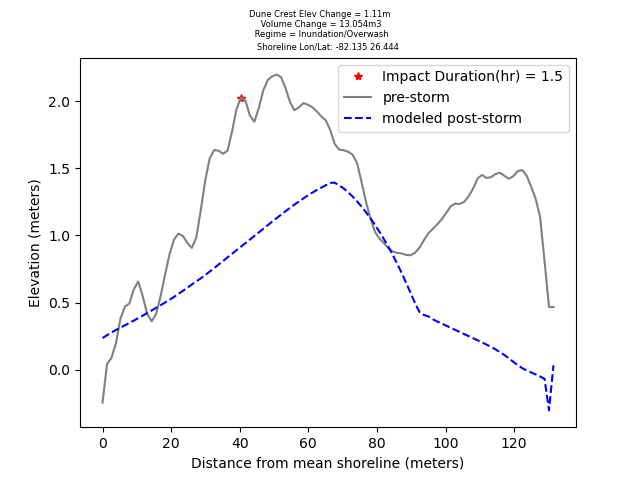 Dune Crest Elev Change = 1.11m
Volume Change = 13.054m3
Regime = Inundation/Overwash
Shoreline Lon/Lat: -82.135 26.444
Impact Duration(hr) = 1.5
pre-storm
modeled post-storm
2.0
1.5
1.0
0.5
0.0
Elevation (meters)
0 20 40 60 80 100 120
Distance from mean shoreline (meters)